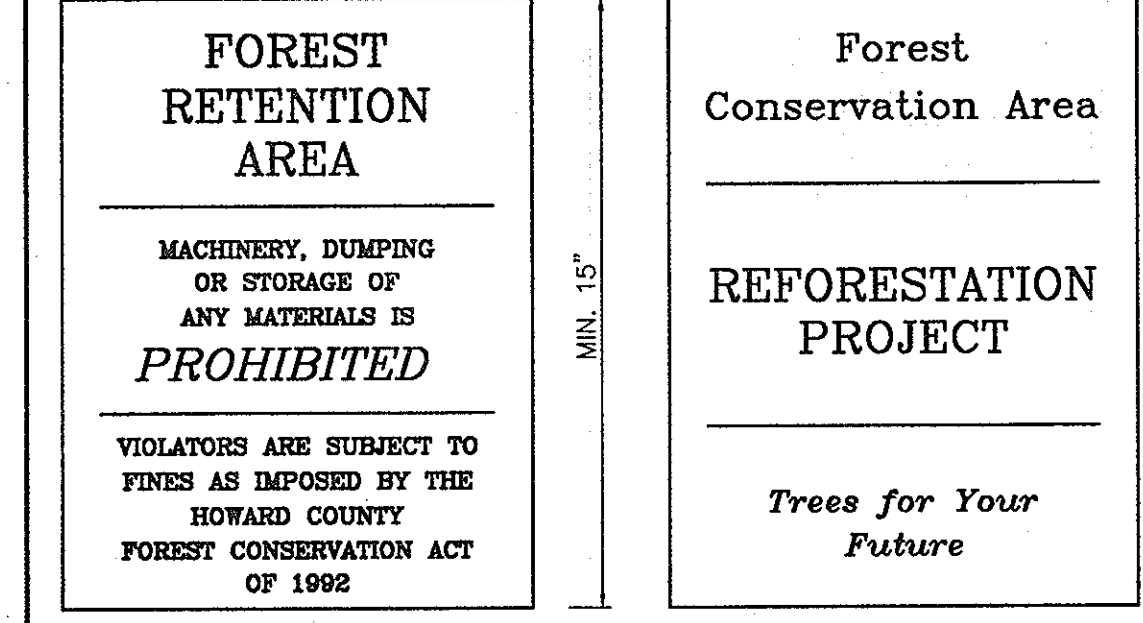 FOREST
RETENTION
AREA
MACHINERY, DUMPING
OR STORAGE OF
ANY MATERIALS IS
PROHIBITED
VIOLATORS ARE SUBJECT TO
FINES AS IMPOSED BY THE
HOWARD COUNTY
FOREST CONSERVATION ACT
OF 1992
MIN. 15"
Forest
Conservation Area
REFORESTATION
PROJECT
Trees for Your
Future